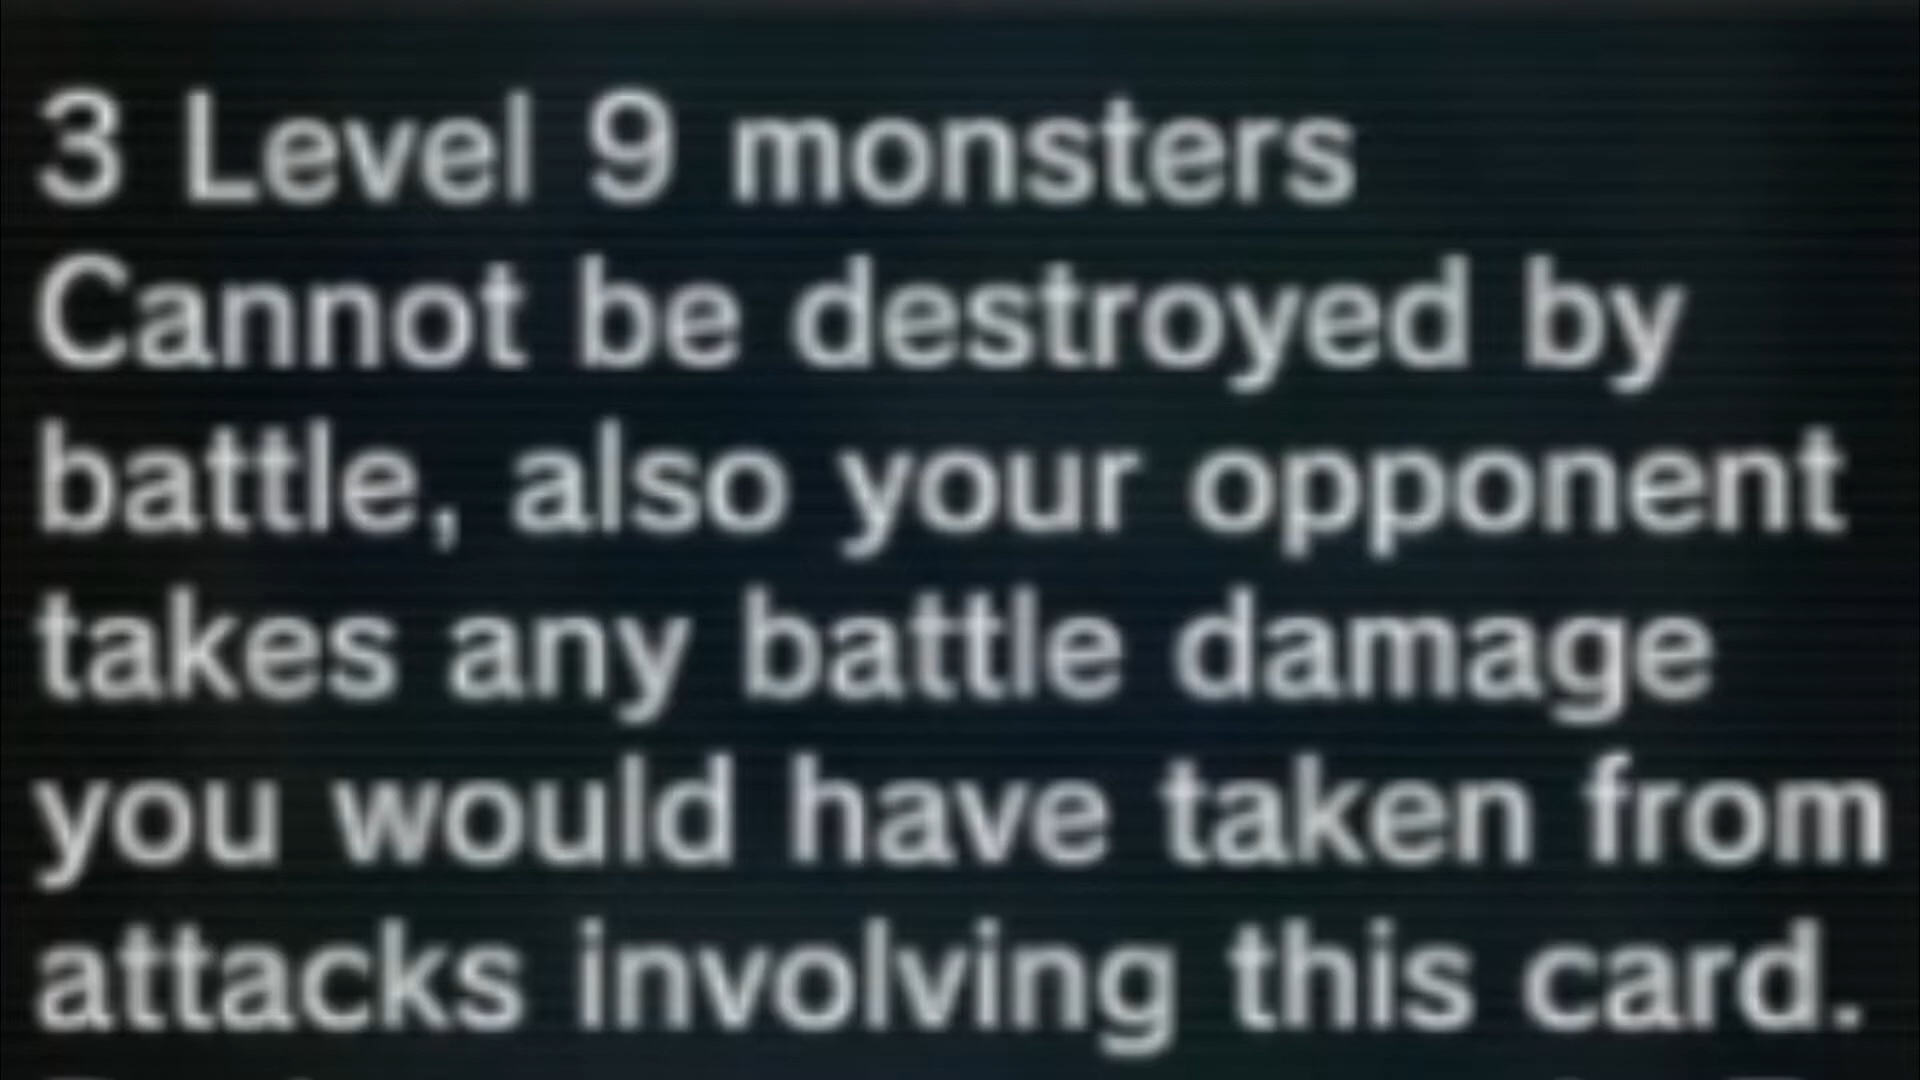 3 Level 9 monsters
Cannot be destroyed by
battle, also your opponent
takes any battle damage
you would have taken from
attacks involving this card.